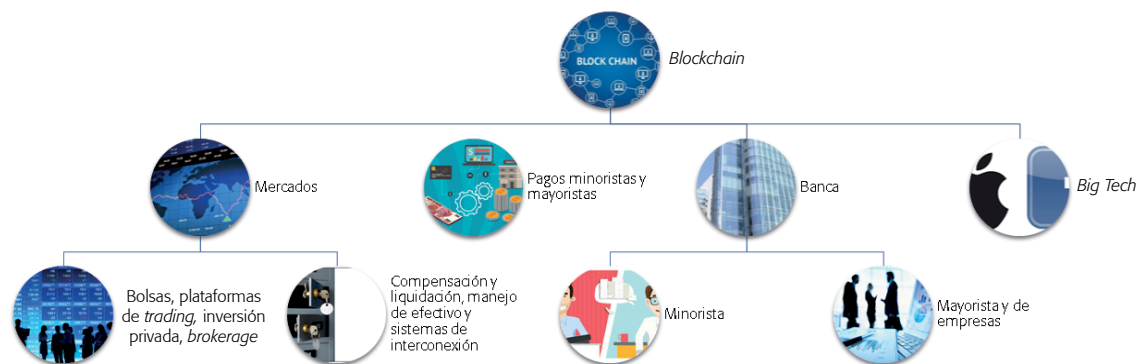 BLOCK CHAIN
Blockchain
Mercados
Pagos minoristas y
mayoristas
Banca
Big Tech
Bolsas, plataformas
de trading, inversión
privada, brokerage
Compensación y
liquidación, manejo
de efectivo y
sistemas de
interconexión
Minorista
Mayorista y de
empresas